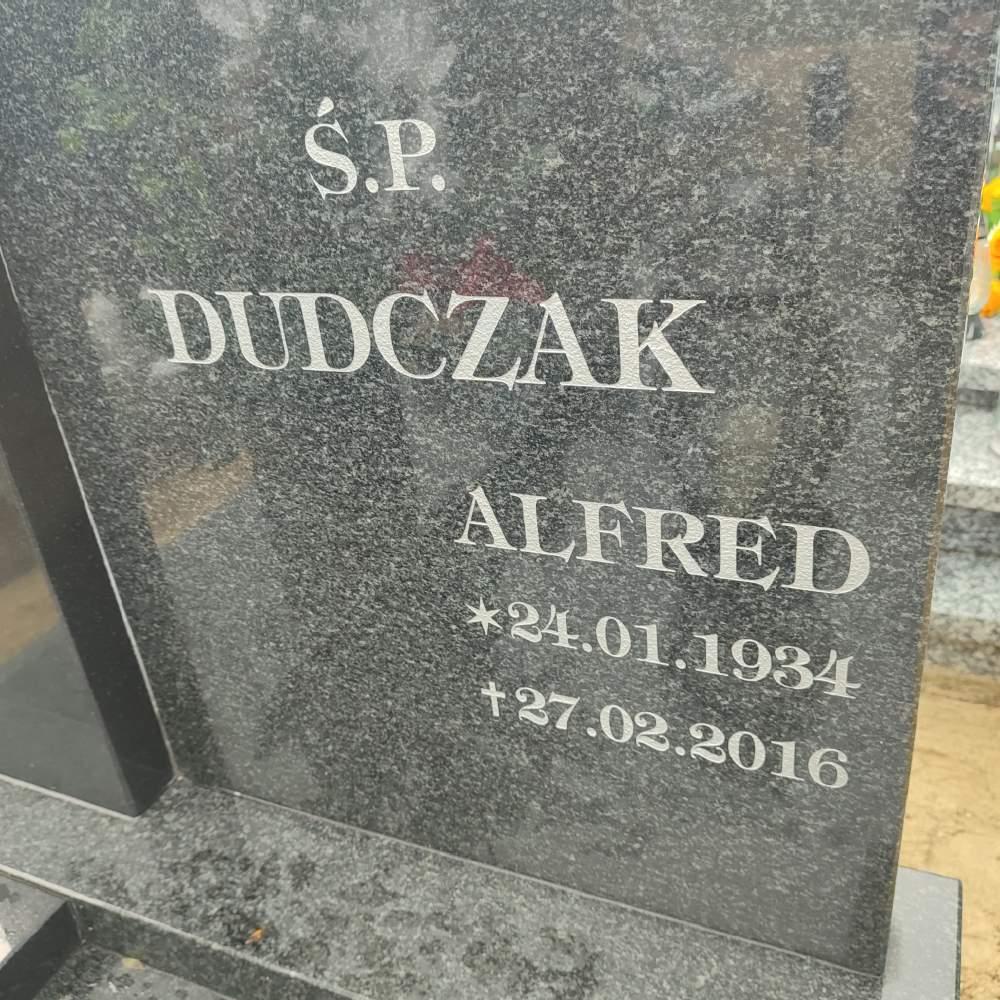 Ś.P.
DUDCZAK
ALFRED
*24.01.1934
†27.02.2016